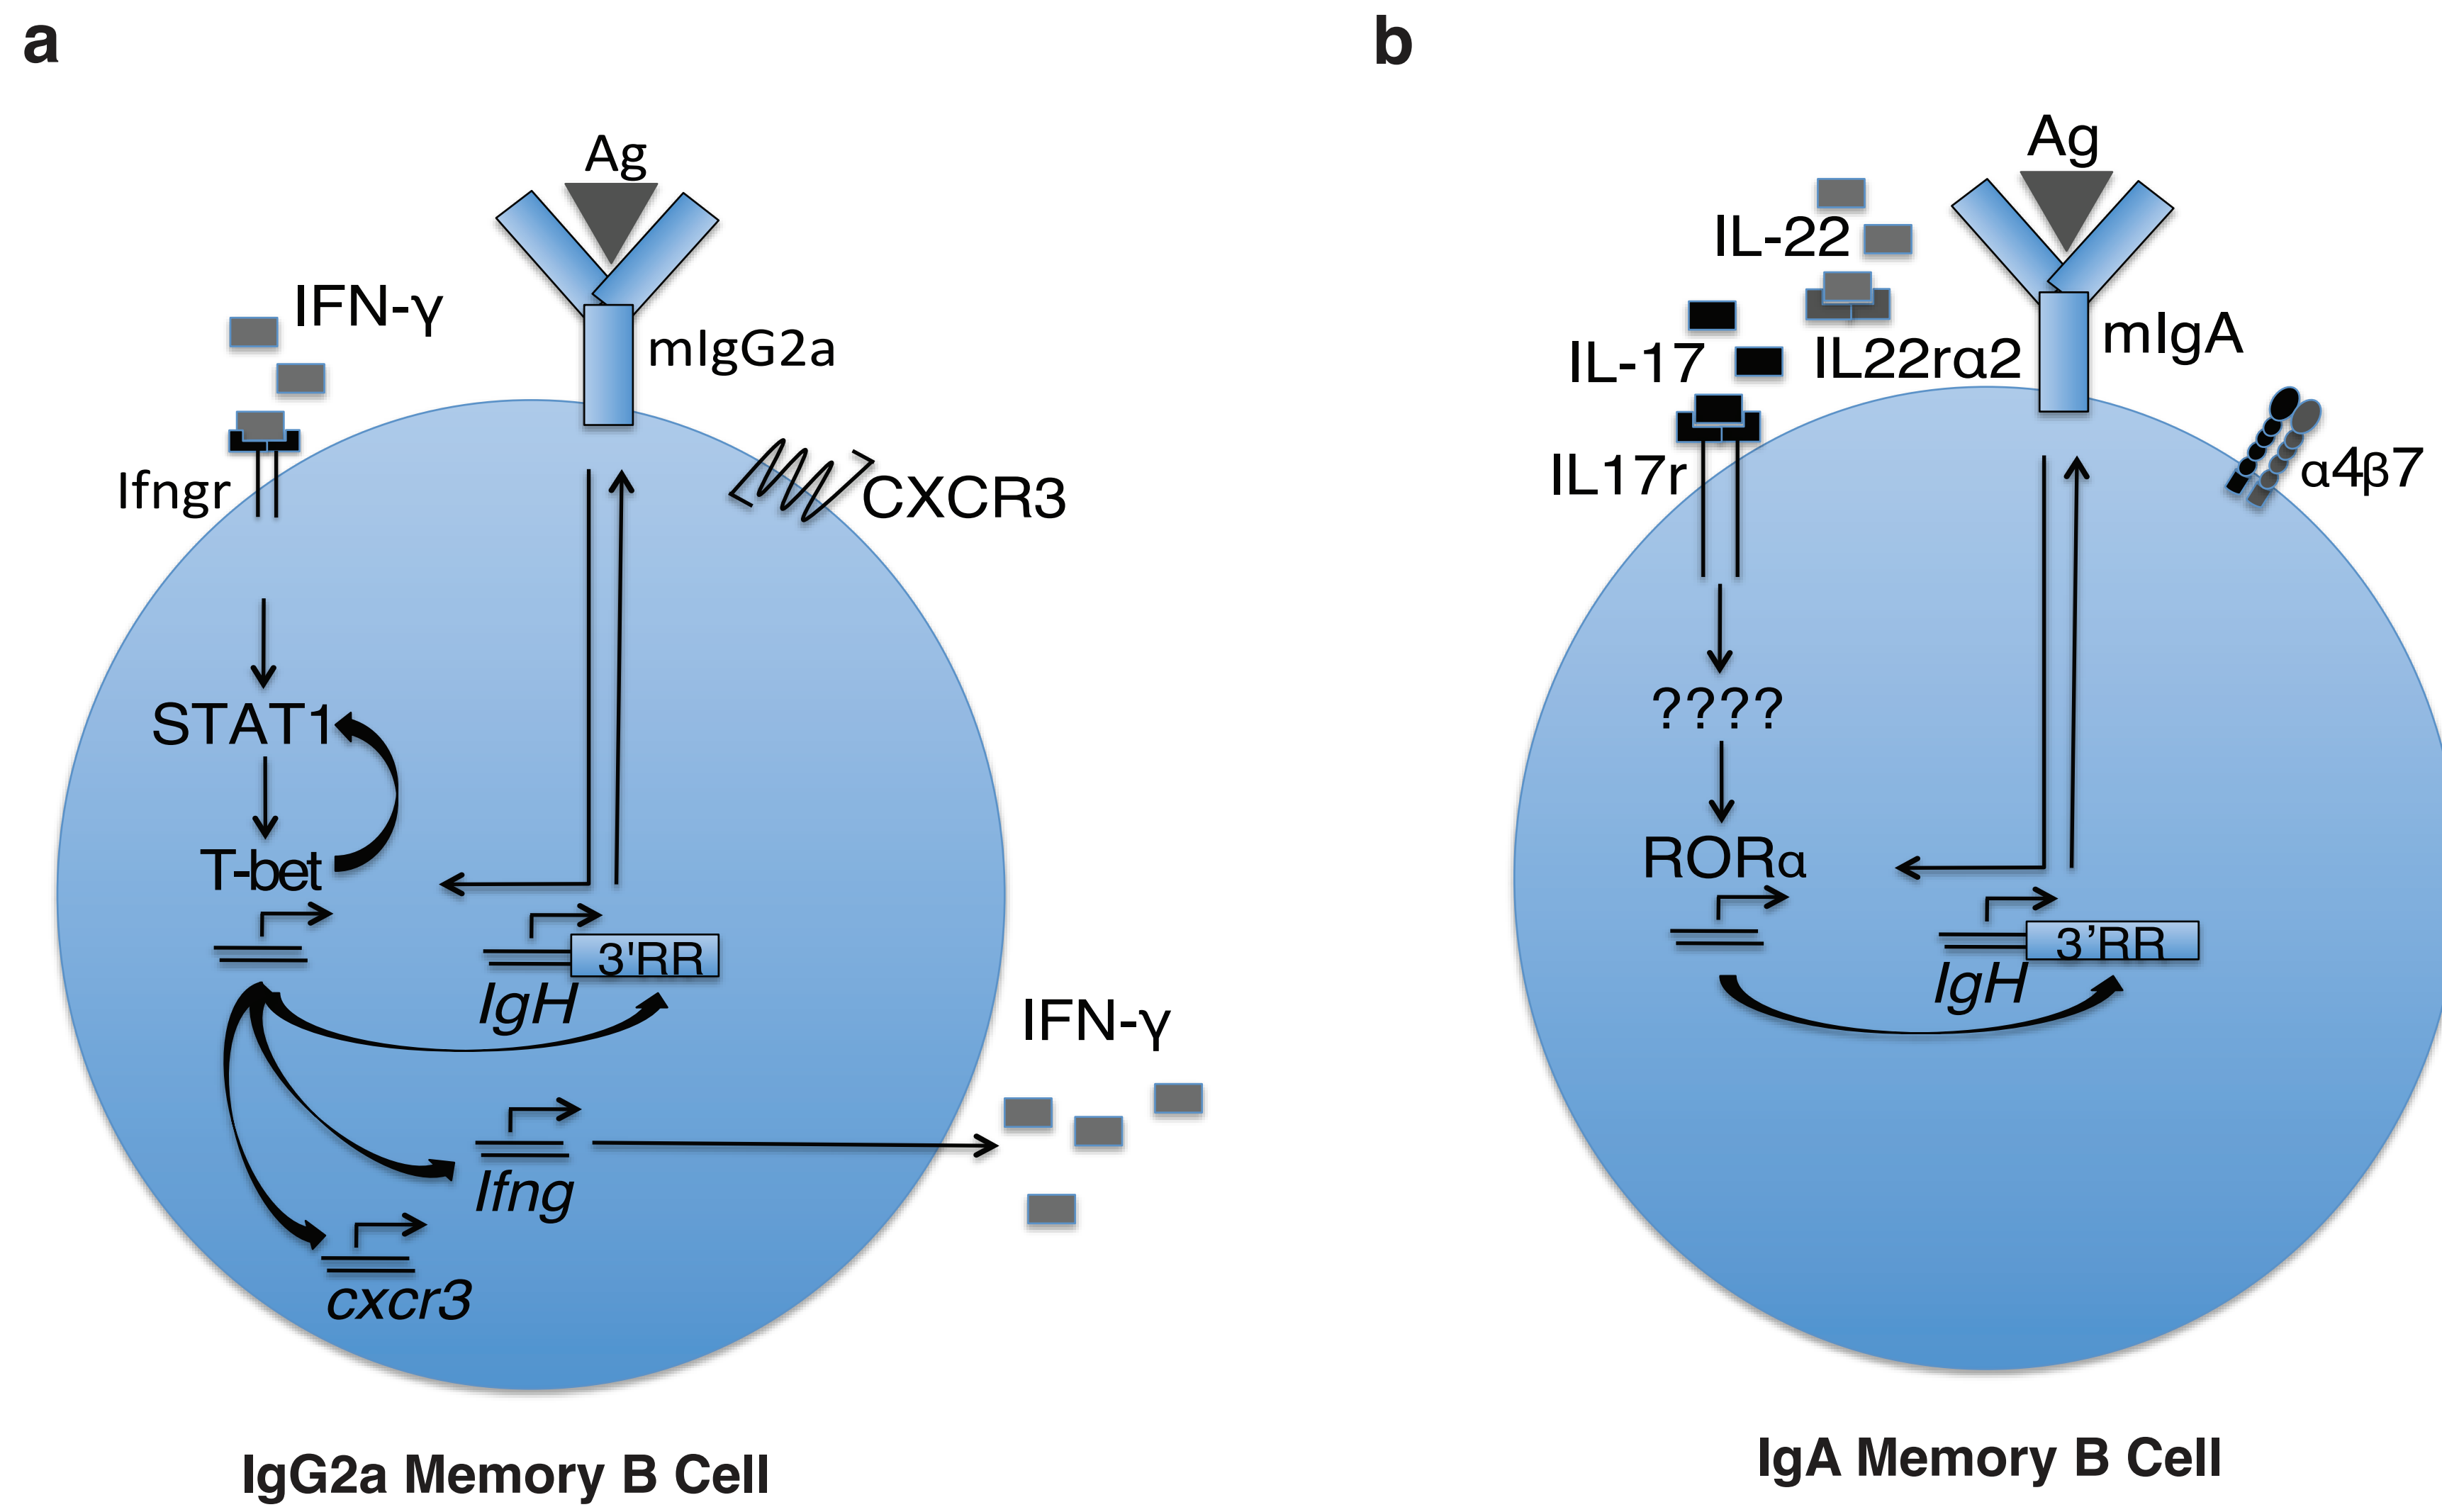 a
Ag
IFN-γ
mIgG2a
Ifngr
CXCR3
STAT1
T-bet
3'RR
IgH
IFN-γ
Ifng
cxcr3
IgG2a Memory B Cell
b
Ag
IL-22
mIgA
IL-17
IL22rα2
IL17r
α4β7
????
RORα
3’RR
IgH
IgA Memory B Cell